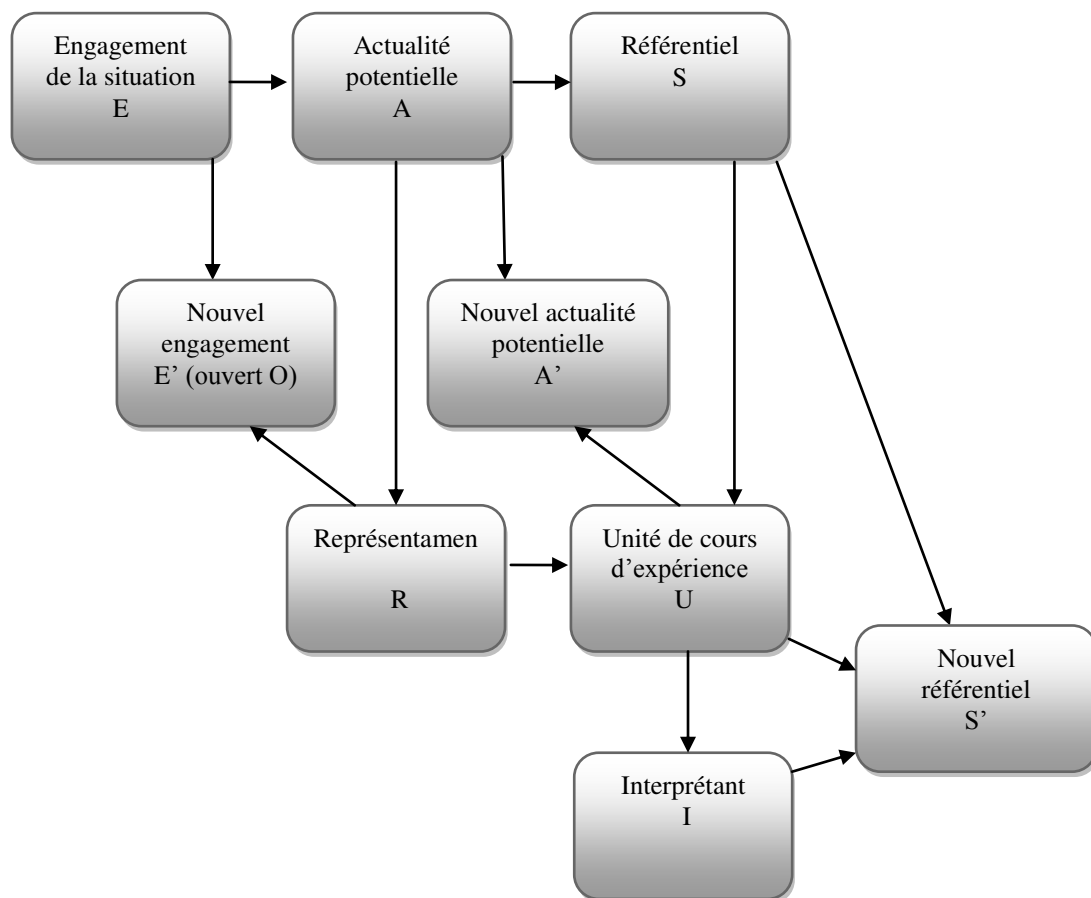 Engagement
de la situation
E
Actualité
potentielle
A
Référentiel
S
Nouvel
engagement
E’ (ouvert O)
Nouvel actualité
potentielle
A’
Représentamen
R
Unité de cours
d’expérience
U
Nouvel
référentiel
S’
Interprétant
I